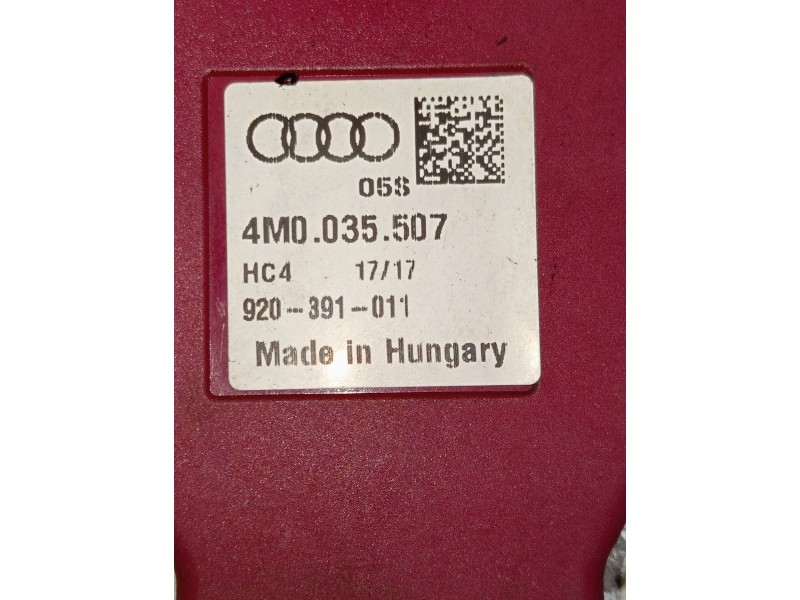 05S
4M0.035.507
HC4 17/17
920-391-011
Made in Hungary